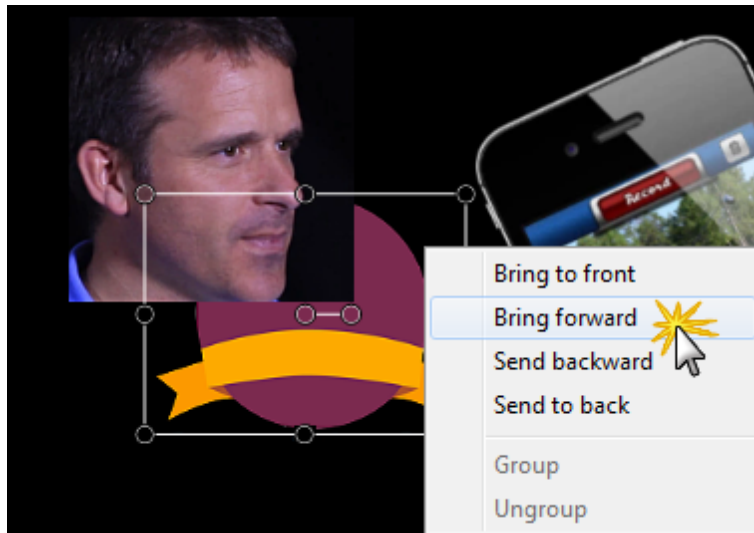 Record
Bring to front
Bring forward
Send backward
Send to back
Group
Ungroup